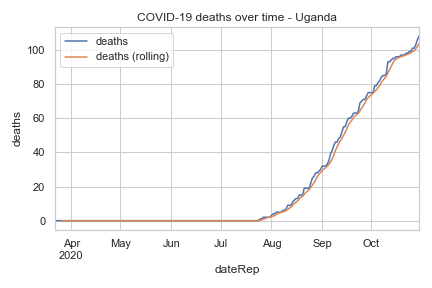 COVID-19 deaths over time - Uganda
deaths
deaths (rolling)
100
80
60
40
20
0
deaths
Apr May Jun Jul Aug Sep Oct
2020
dateRep